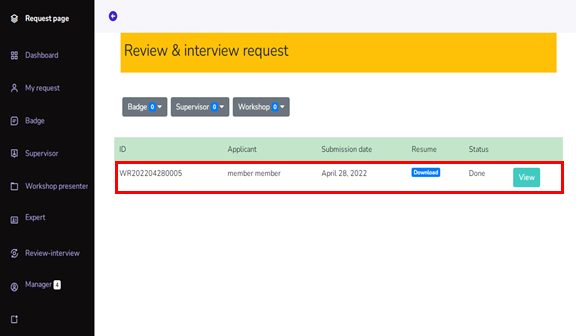 Request page
Dashboard
My request
Badge
Supervisor
Workshop presenter
Expert
Review-interview
Manager 4
Review & interview request
Badge 0 Supervisor 0 Workshop 0
ID Applicant Submission date Resume Status
WR202204280005 member member April 28, 2022 Download Done View